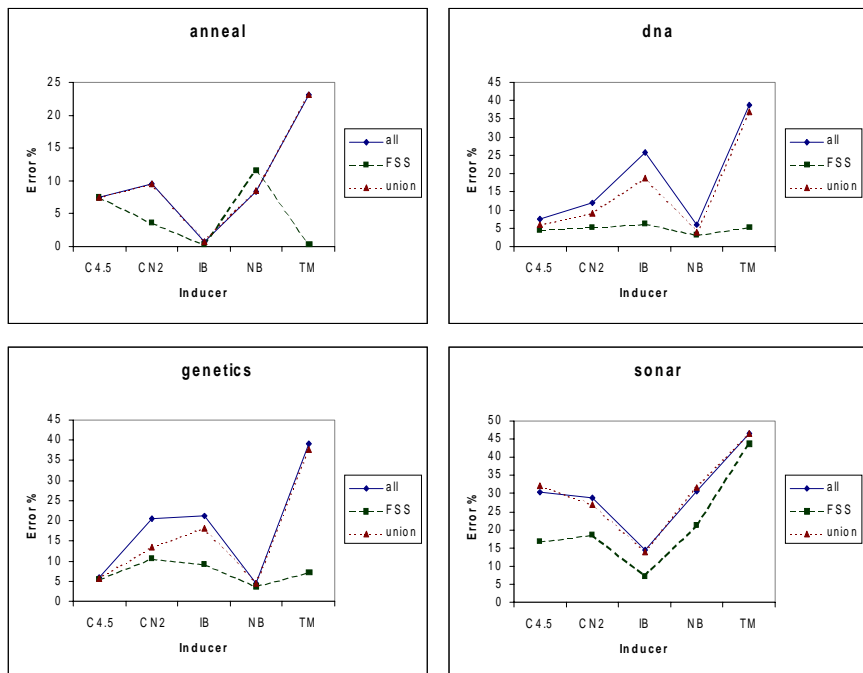 anneal
25
20
15
10
5
0
Error %
C4.5 CN2 IB NB TM
Inducer
all
FSS
union
dna
45
40
35
30
25
20
15
10
5
0
Error %
C4.5 CN2 IB NB TM
Inducer
all
FSS
union
genetics
45
40
35
30
25
20
15
10
5
0
Error %
C4.5 CN2 IB NB TM
Inducer
all
FSS
union
sonar
50
45
40
35
30
25
20
15
10
5
0
Error %
C4.5 CN2 IB NB TM
Inducer
all
FSS
union